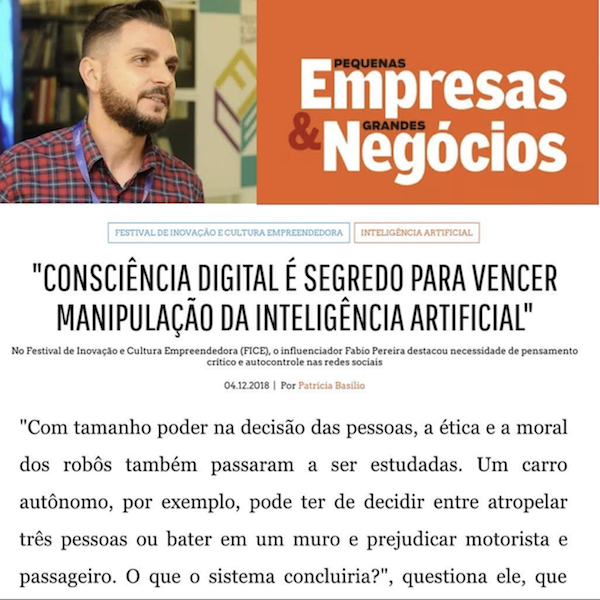 PEQUENAS
Empresas
& GRANDES
Negócios
FESTIVAL DE INOVAÇÃO E CULTURA EMPREENDEDORA INTELIGÊNCIA ARTIFICIAL
"CONSCIÊNCIA DIGITAL É SEGREDO PARA VENCER
MANIPULAÇÃO DA INTELIGÊNCIA ARTIFICIAL"
No Festival de Inovação e Cultura Empreendedora (FICE), o influenciador Fabio Pereira destacou necessidade de pensamento
crítico e autocontrole nas redes sociais
04.12.2018 | Por Patrícia Basilio
"Com tamanho poder na decisão das pessoas, a ética e a moral
dos robôs também passaram a ser estudadas. Um carro
autônomo, por exemplo, pode ter de decidir entre atropelar
três pessoas ou bater em um muro e prejudicar motorista e
passageiro. O que o sistema concluiria?", questiona ele, que